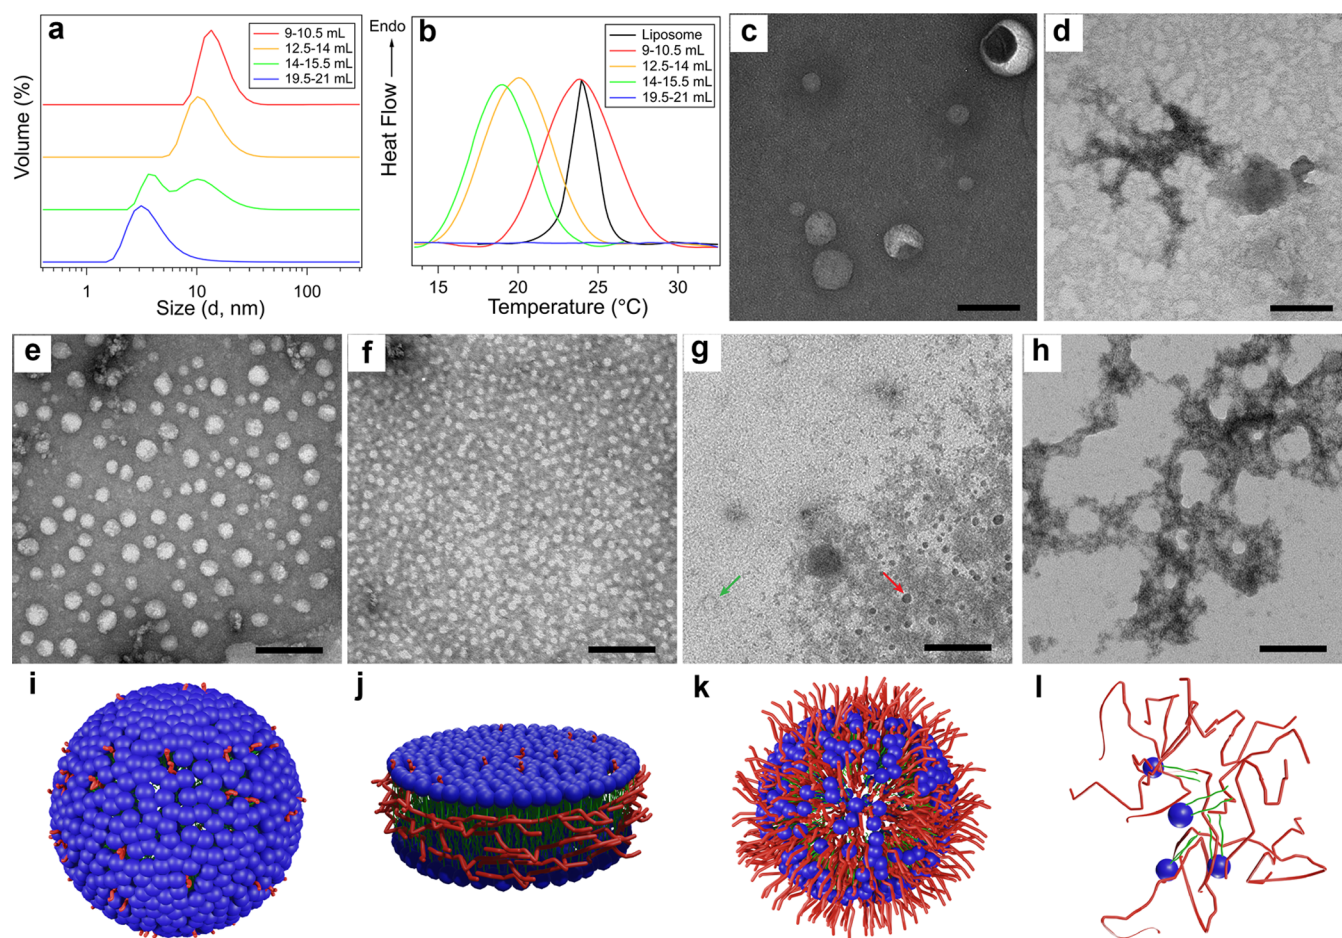 a
9-10.5 mL
12.5-14 mL
14-15.5 mL
19.5-21 mL
Volume (%)
1
10
100
Size (d, nm)
b
Endo
Heat Flow
Liposome
9-10.5 mL
12.5-14 mL
14-15.5 mL
19.5-21 mL
15
20
25
30
Temperature (°C)
c
d
e
f
g
h
i
j
k
l